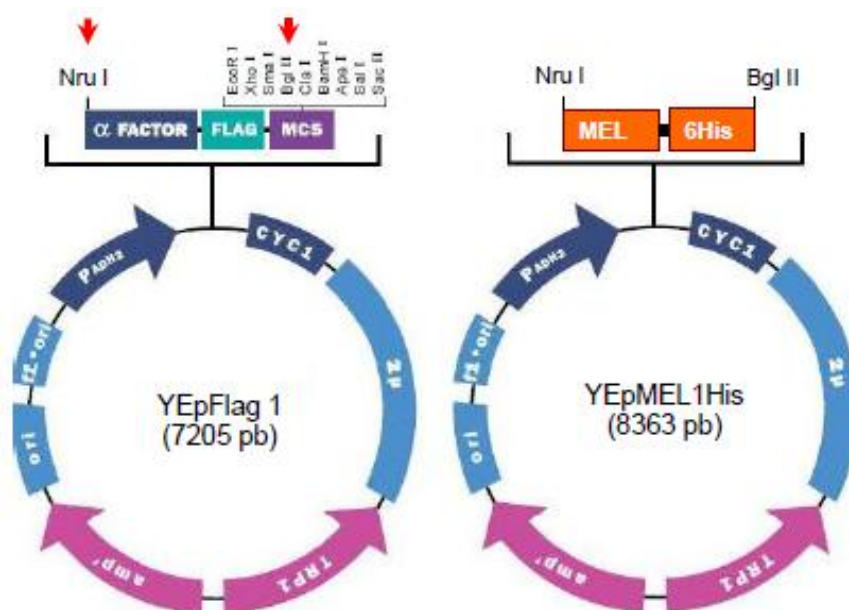 Nru I
EcoR I
Xho I
Sma I
Bgl II
Cla I
BamH I
Apa I
Sal I
Sac II
α FACTOR
FLAG
MCS
PADH2
CYC1
2μ
TRP1
amp'
ori
f1•ori
YEpFlag 1
(7205 pb)
Nru I
Bgl II
MEL
6His
PADH2
CYC1
2μ
TRP1
amp'
ori
f1•ori
YEpMEL1His
(8363 pb)